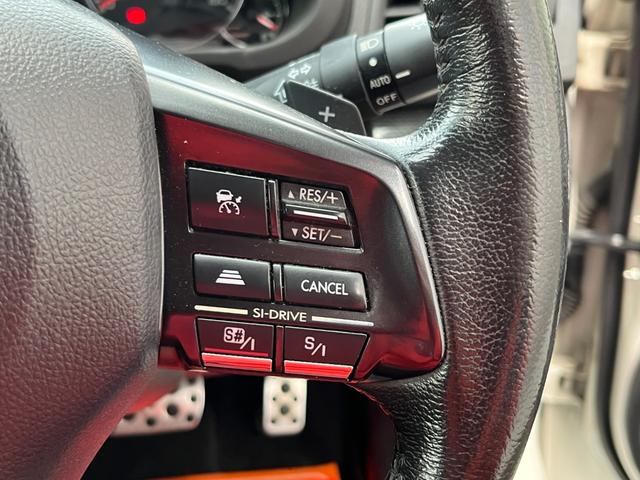 AUTO
OFF
+
▲ RES/+
▼ SET/−
CANCEL
SI-DRIVE
S#/I S/I